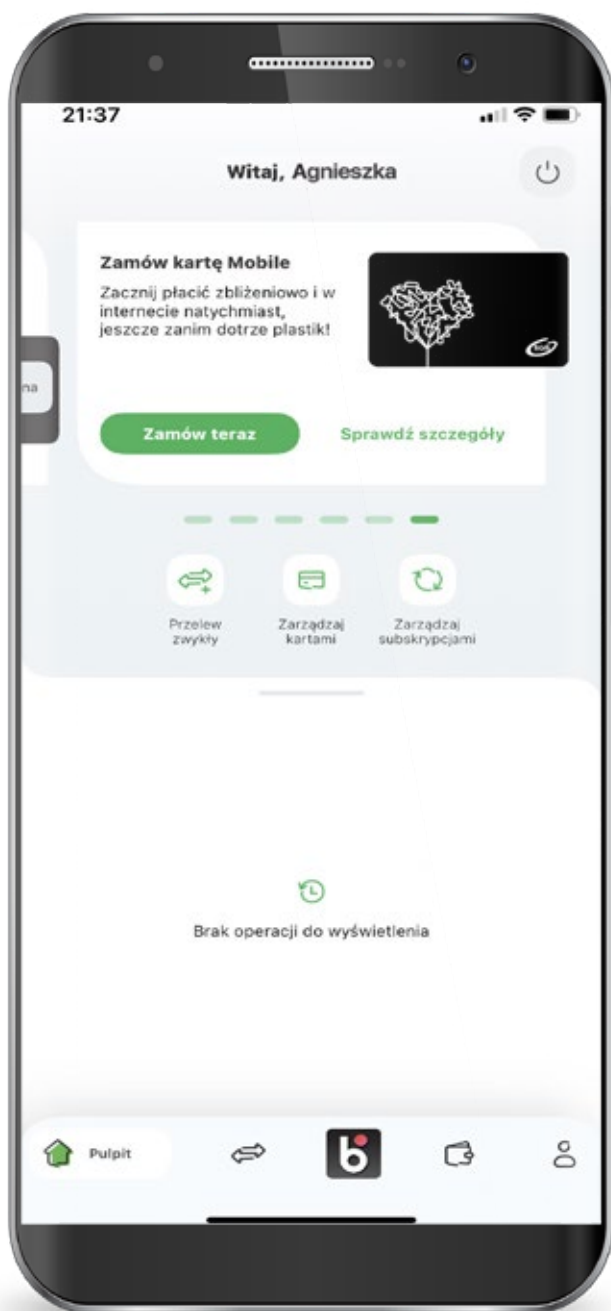 21:37
Witaj, Agnieszka
Zamów kartę Mobile
Zacznij płacić zbliżeniowo i w
internecie natychmiast,
jeszcze zanim dotrze plastik!
na
Zamów teraz
Sprawdź szczegóły
Przelew
zwykły
Zarządzaj
kartami
Zarządzaj
subskrypcjami
Brak operacji do wyświetlenia
Pulpit